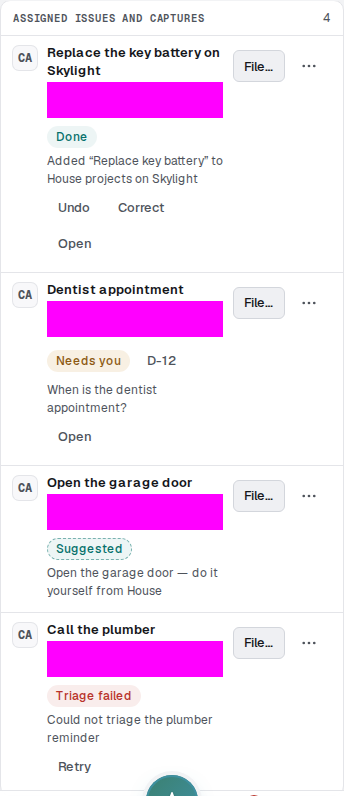 ASSIGNED ISSUES AND CAPTURES 4
CA
Replace the key battery on
Skylight
File…
Done
Added “Replace key battery” to
House projects on Skylight
Undo Correct
Open
CA
Dentist appointment
File…
Needs you D-12
When is the dentist
appointment?
Open
CA
Open the garage door
File…
Suggested
Open the garage door — do it
yourself from House
CA
Call the plumber
File…
Triage failed
Could not triage the plumber
reminder
Retry